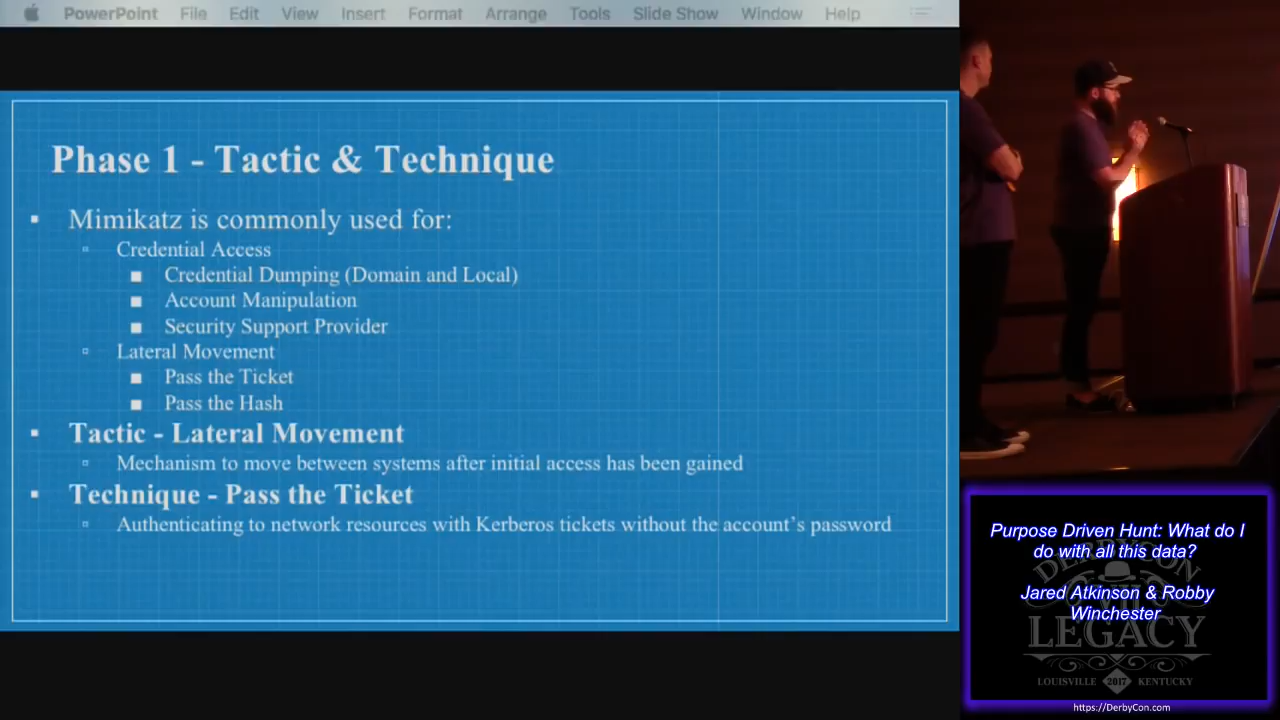 PowerPoint File Edit View Insert Format Arrange Tools Slide Show Window Help
Phase 1 - Tactic & Technique
Mimikatz is commonly used for:
Credential Access
Credential Dumping (Domain and Local)
Account Manipulation
Security Support Provider
Lateral Movement
Pass the Ticket
Pass the Hash
Tactic - Lateral Movement
Mechanism to move between systems after initial access has been gained
Technique - Pass the Ticket
Authenticating to network resources with Kerberos tickets without the account's password
Purpose Driven Hunt: What do I
do with all this data?
Jared Atkinson & Robby
Winchester
DERBYCON
LEGACY
LOUISVILLE 2017 KENTUCKY
https://DerbyCon.com